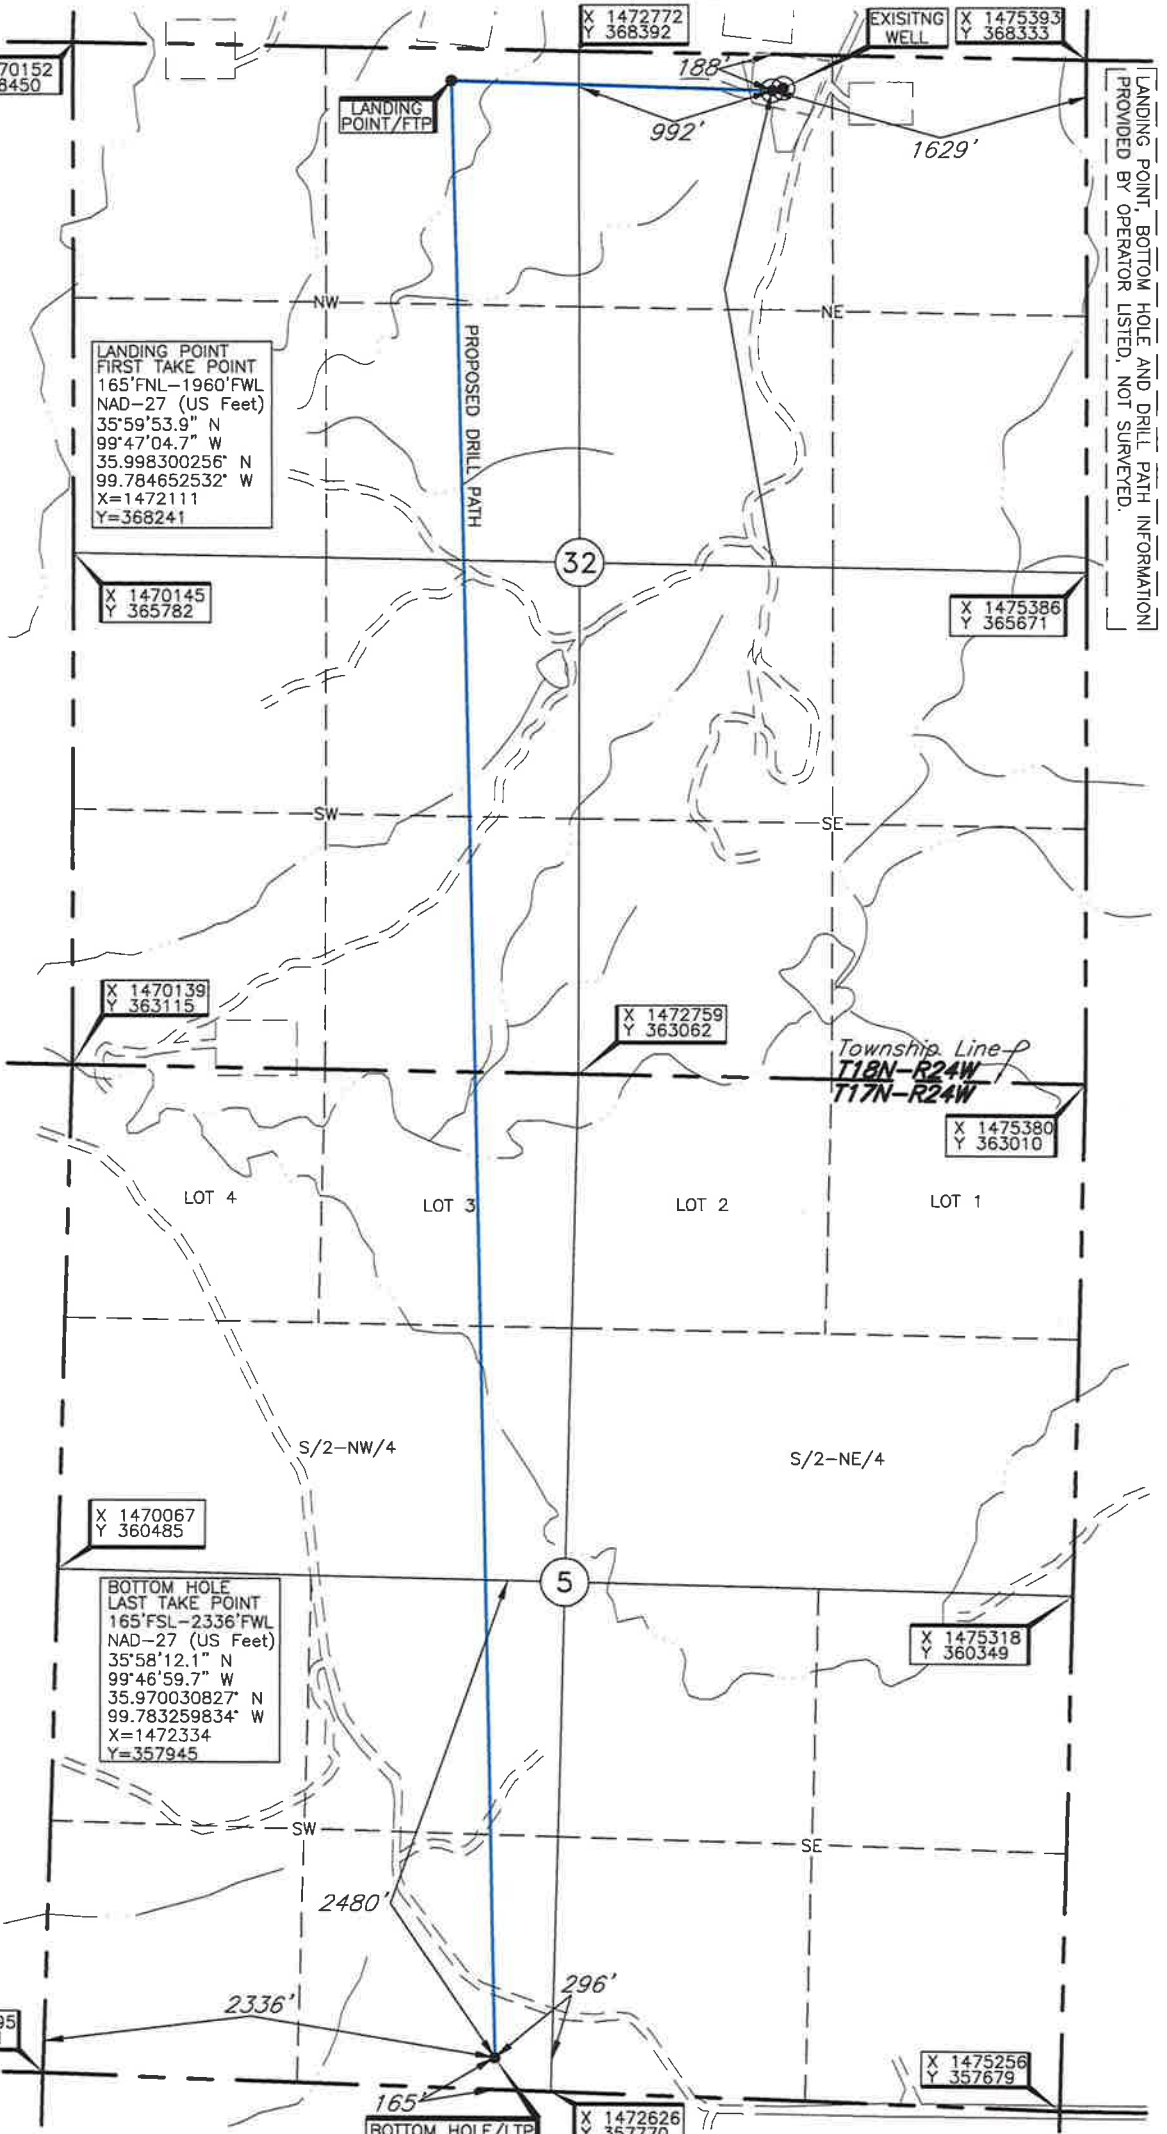 X 1472772
Y 368392
EXISITNG
WELL
X 1475393
Y 368333
70152
8450
188'
LANDING
POINT/FTP
992'
1629'
LANDING POINT, BOTTOM HOLE AND DRILL PATH INFORMATION
PROVIDED BY OPERATOR LISTED, NOT SURVEYED.
NW
NE
LANDING POINT
FIRST TAKE POINT
165'FNL-1960'FWL
NAD-27 (US Feet)
35°59'53.9" N
99°47'04.7" W
35.998300256° N
99.784652532° W
X=1472111
Y=368241
PROPOSED DRILL PATH
32
X 1470145
Y 365782
X 1475386
Y 365671
SW
SE
X 1470139
Y 363115
X 1472759
Y 363062
Township Line
T18N-R24W
T17N-R24W
X 1475380
Y 363010
LOT 4
LOT 3
LOT 2
LOT 1
S/2-NW/4
S/2-NE/4
X 1470067
Y 360485
5
BOTTOM HOLE
LAST TAKE POINT
165'FSL-2336'FWL
NAD-27 (US Feet)
35°58'12.1" N
99°46'59.7" W
35.970030827° N
99.783259834° W
X=1472334
Y=357945
X 1475318
Y 360349
SW
SE
2480'
296'
2336'
95
X 1475256
Y 357679
165'
BOTTOM HOLE/LTP
X 1472626
Y 357770